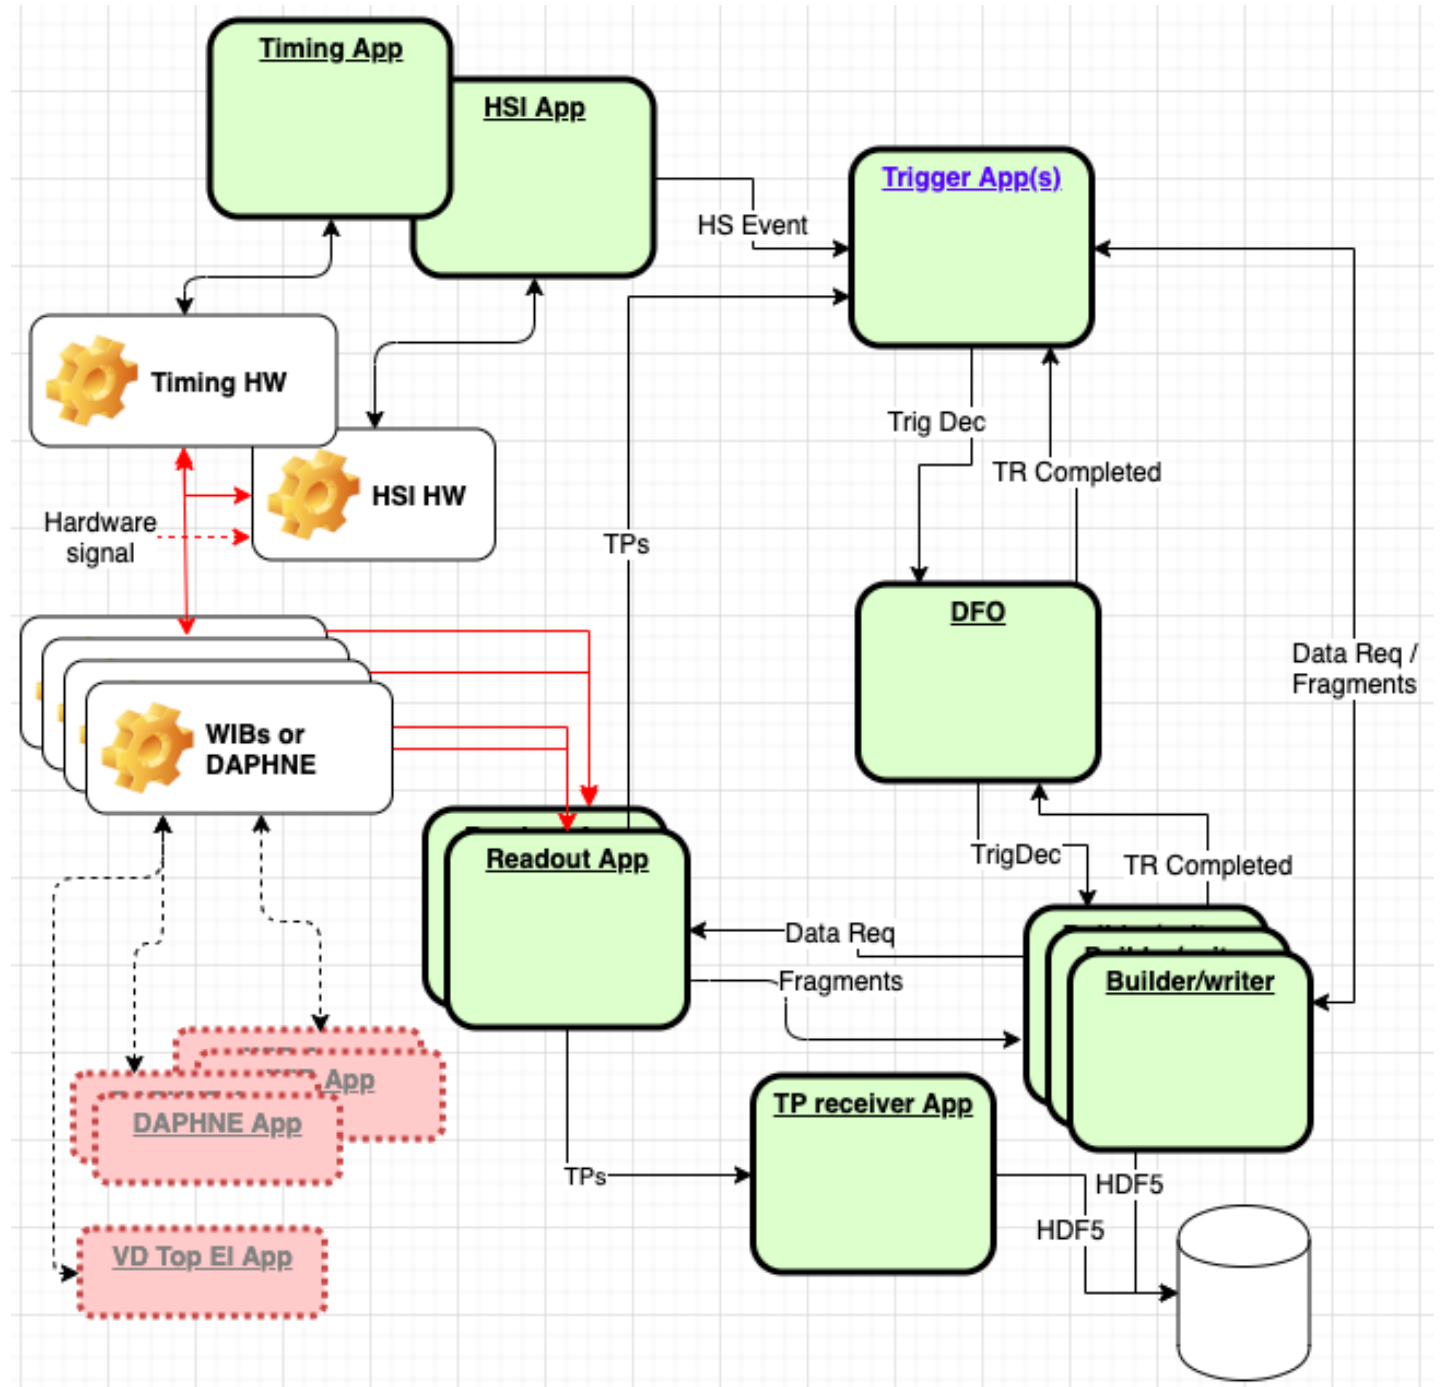 Timing App
HSI App
Trigger App(s)
HS Event
Timing HW
Trig Dec
TR Completed
HSI HW
Hardware
signal
TPs
DFO
Data Req /
Fragments
WIBs or
DAPHNE
Readout App
TrigDec
TR Completed
Data Req
Fragments
Builder/writer
App
DAPHNE App
TP receiver App
TPs
HDF5
HDF5
VD Top El App